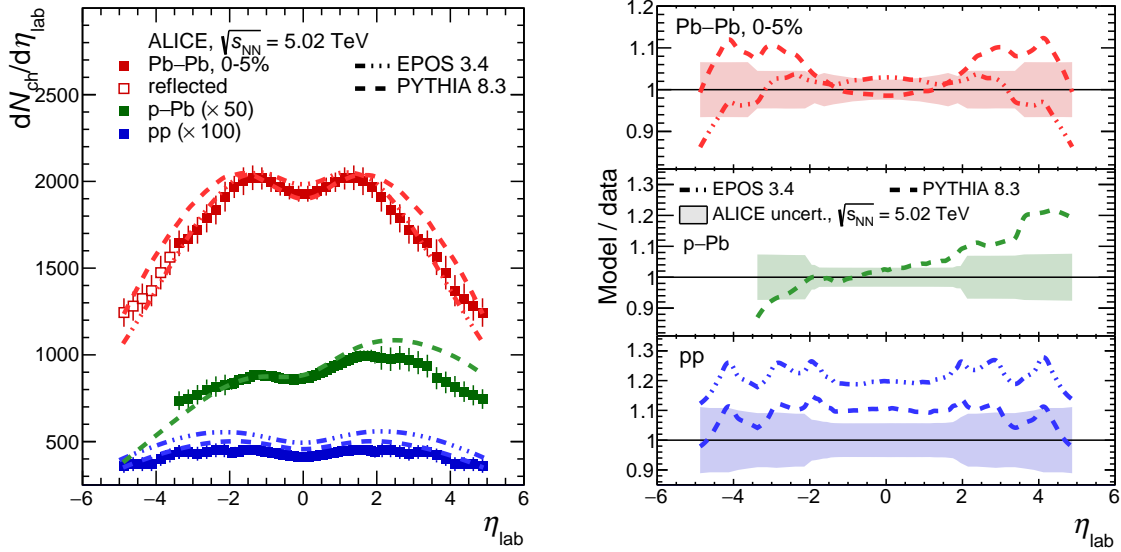 dN_ch/dη_lab
ALICE, √s_NN = 5.02 TeV
Pb–Pb, 0-5%
reflected
p–Pb (× 50)
pp (× 100)
EPOS 3.4
PYTHIA 8.3
2500
2000
1500
1000
500
−6 −4 −2 0 2 4 6
η_lab
Model / data
Pb–Pb, 0-5%
1.2
1.1
1
0.9
EPOS 3.4 PYTHIA 8.3
ALICE uncert., √s_NN = 5.02 TeV
p–Pb
1.3
1.2
1.1
1
0.9
pp
1.3
1.2
1.1
1
0.9
−6 −4 −2 0 2 4 6
η_lab